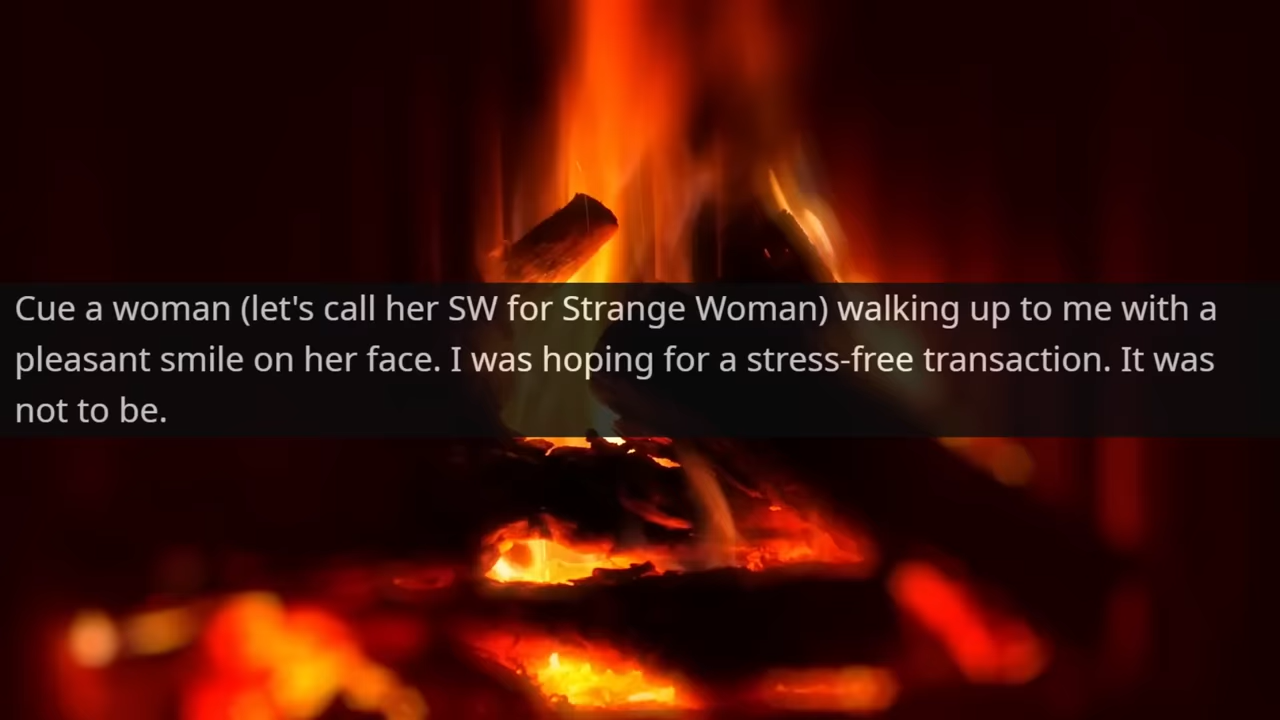 Cue a woman (let's call her SW for Strange Woman) walking up to me with a
pleasant smile on her face. I was hoping for a stress-free transaction. It was
not to be.